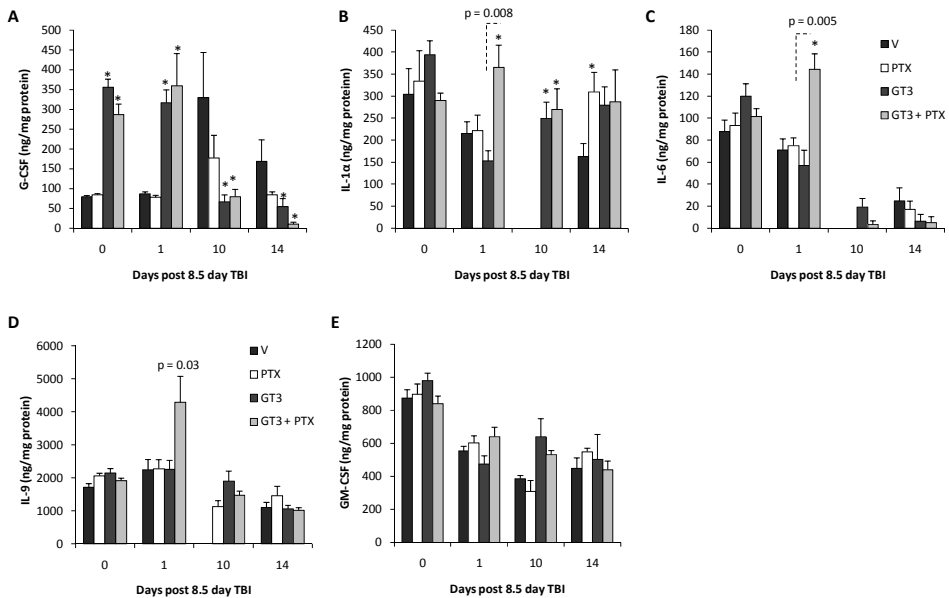 A
G-CSF (ng/mg protein)
500
450
400
350
300
250
200
150
100
50
0
* * * * * * * *
0 1 10 14
Days post 8.5 day TBI
B
p = 0.008
IL-1α (ng/mg protein)
450
400
350
300
250
200
150
100
50
0
* * * *
0 1 10 14
Days post 8.5 day TBI
C
p = 0.005
IL-6 (ng/mg protein)
180
160
140
120
100
80
60
40
20
0
*
V
PTX
GT3
GT3 + PTX
0 1 10 14
Days post 8.5 day TBI
D
IL-9 (ng/mg protein)
6000
5000
4000
3000
2000
1000
0
p = 0.03
V
PTX
GT3
GT3 + PTX
0 1 10 14
Days post 8.5 day TBI
E
GM-CSF (ng/mg protein)
1200
1000
800
600
400
200
0
0 1 10 14
Days post 8.5 day TBI